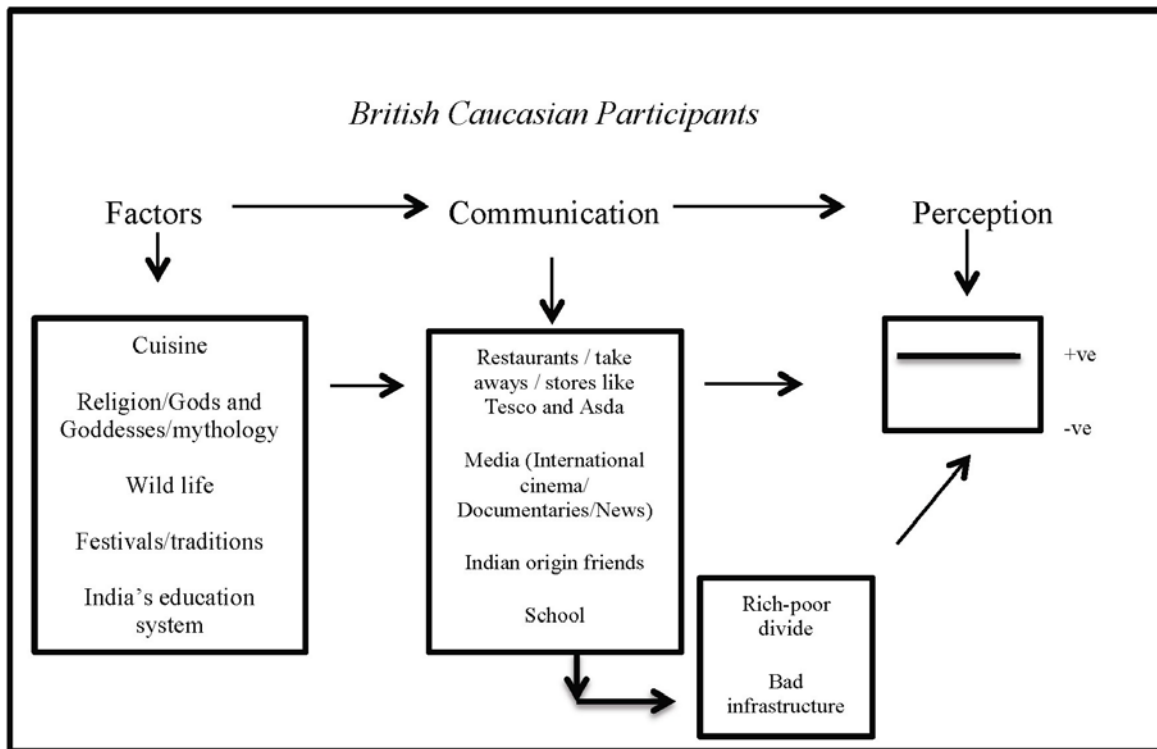 British Caucasian Participants
Factors
Communication
Perception
Cuisine
Religion/Gods and
Goddesses/mythology
Wild life
Festivals/traditions
India’s education
system
Restaurants / take
aways / stores like
Tesco and Asda
Media (International
cinema/
Documentaries/News)
Indian origin friends
School
Rich-poor
divide
Bad
infrastructure
+ve
-ve